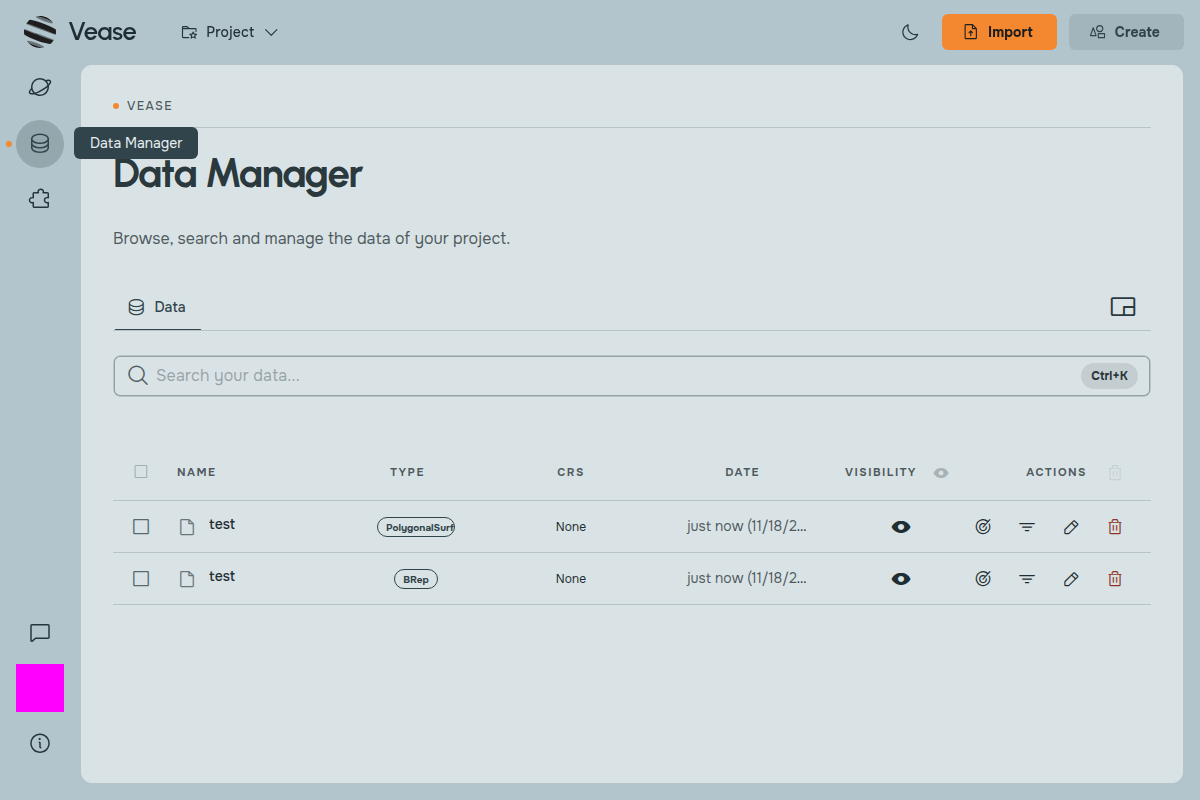 Vease
Project
Import
Create
VEASE
Data Manager
Data Manager
Browse, search and manage the data of your project.
Data
Search your data...
Ctrl+K
NAME TYPE CRS DATE VISIBILITY ACTIONS
test PolygonalSurf None just now (11/18/2...
test BRep None just now (11/18/2...